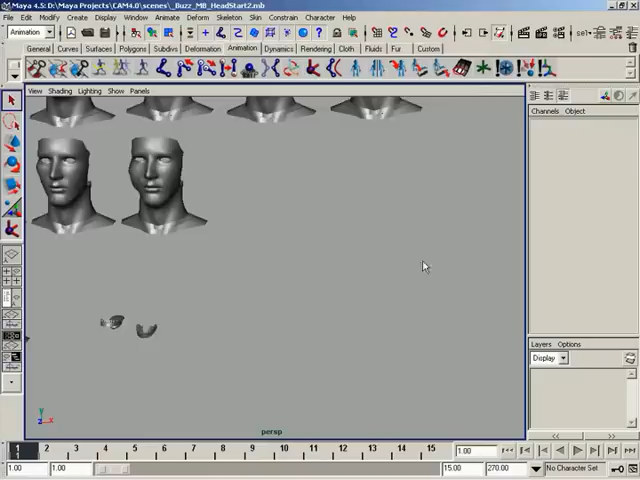 Maya 4.5: D:\Maya Projects\CAM4.0\scenes\_Buzz_MB_HeadStart2.mb
File Edit Modify Create Display Window Animate Deform Skeleton Skin Constrain Character Help
Animation sel
General Curves Surfaces Polygons Subdivs Deformation Animation Dynamics Rendering Cloth Fluids Fur Custom
View Shading Lighting Show Panels
Channels Object
Layers Options
Display
y
z x
persp
1 2 3 4 5 6 7 8 9 10 11 12 13 14 15 1.00
1
1.00 1.00 15.00 270.00 No Character Set